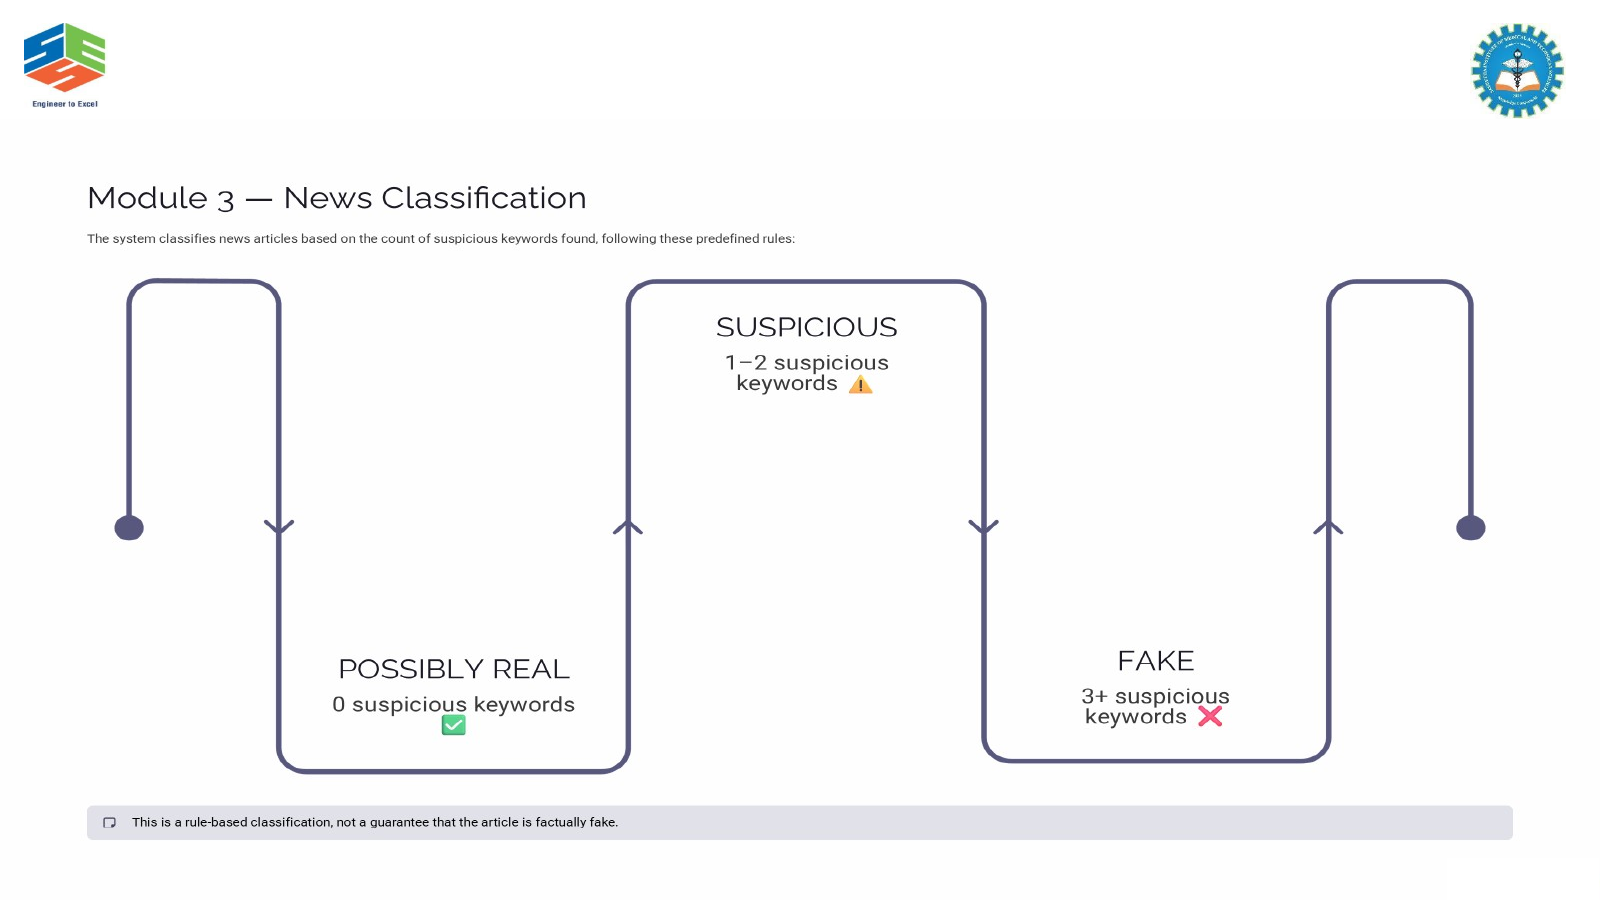 SES
Engineer to Excel
Module 3 — News Classification
The system classifies news articles based on the count of suspicious keywords found, following these predefined rules:
SUSPICIOUS
1–2 suspicious
keywords ⚠️
POSSIBLY REAL
0 suspicious keywords
✅
FAKE
3+ suspicious
keywords ❌
This is a rule-based classification, not a guarantee that the article is factually fake.